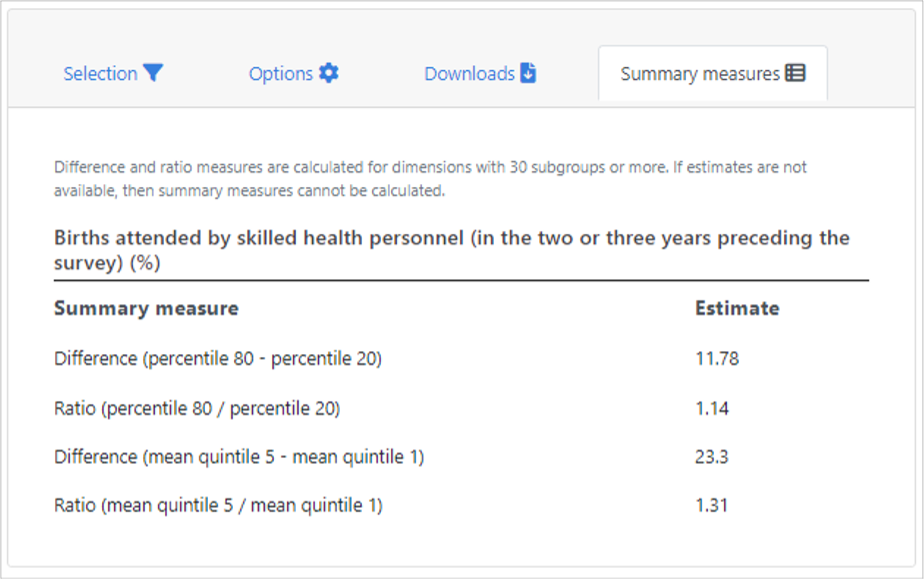 Selection
Options
Downloads
Summary measures
Difference and ratio measures are calculated for dimensions with 30 subgroups or more. If estimates are not
available, then summary measures cannot be calculated.
Births attended by skilled health personnel (in the two or three years preceding the
survey) (%)
Summary measure Estimate
Difference (percentile 80 - percentile 20) 11.78
Ratio (percentile 80 / percentile 20) 1.14
Difference (mean quintile 5 - mean quintile 1) 23.3
Ratio (mean quintile 5 / mean quintile 1) 1.31